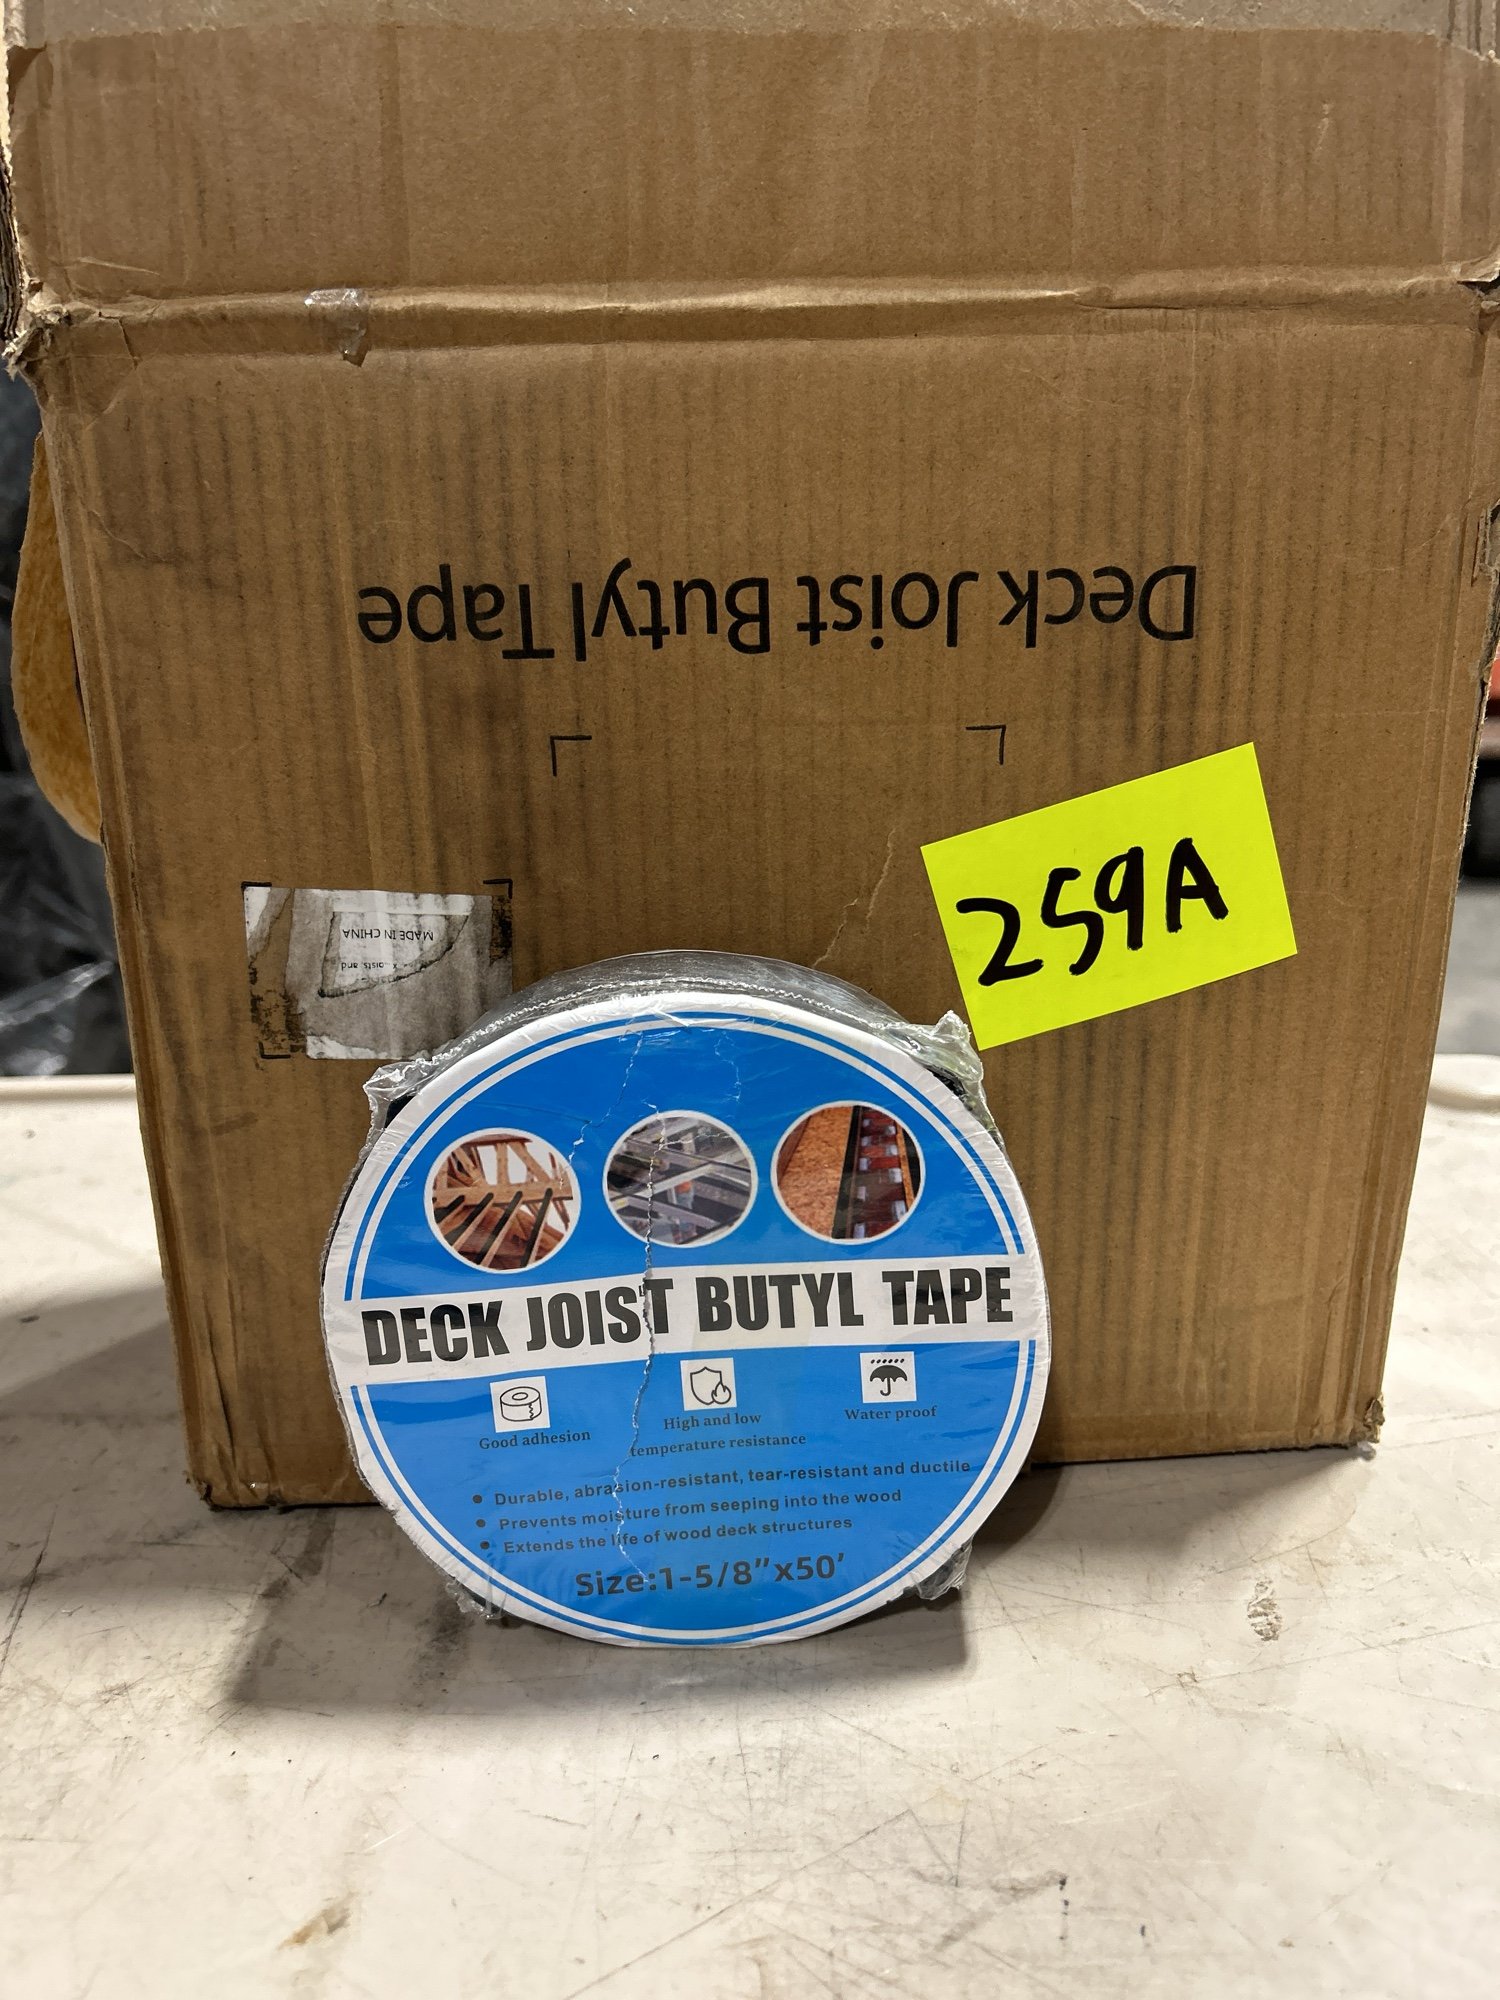 Deck Joist Butyl Tape
259A
MADE IN CHINA
and
DECK JOIST BUTYL TAPE
Good adhesion
High and low
temperature resistance
Water proof
Durable, abrasion-resistant, tear-resistant and ductile
Prevents moisture from seeping into the wood
Extends the life of wood deck structures
Size:1-5/8"x50'